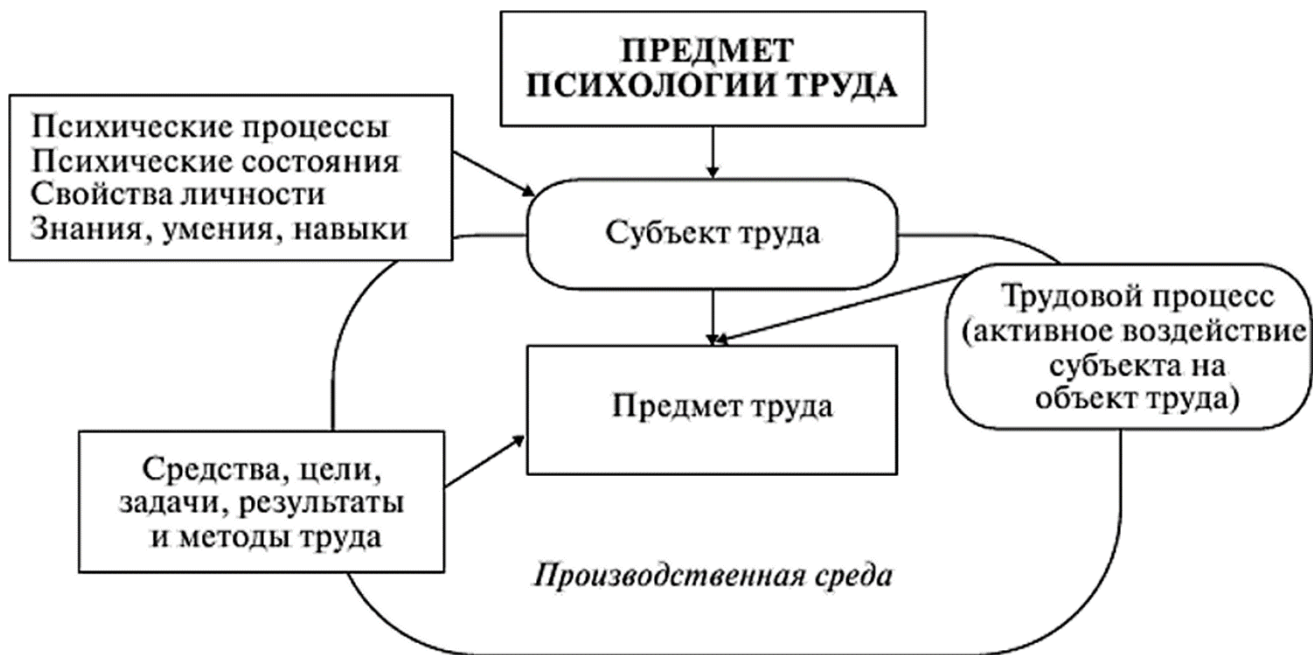 ПРЕДМЕТ
ПСИХОЛОГИИ ТРУДА
Психические процессы
Психические состояния
Свойства личности
Знания, умения, навыки
Субъект труда
Трудовой процесс
(активное воздействие
субъекта на
объект труда)
Предмет труда
Средства, цели,
задачи, результаты
и методы труда
Производственная среда